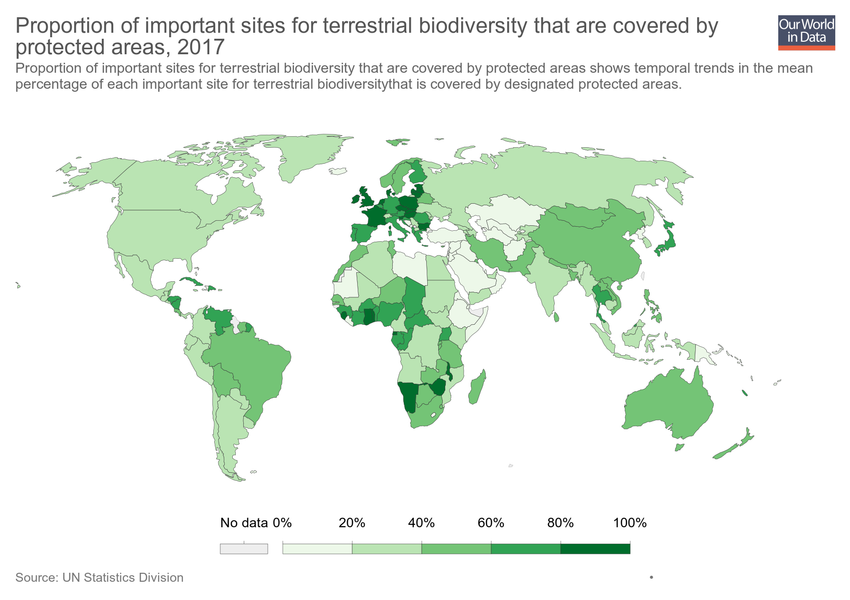 Proportion of important sites for terrestrial biodiversity that are covered by
protected areas, 2017
Our World
in Data
Proportion of important sites for terrestrial biodiversity that are covered by protected areas shows temporal trends in the mean
percentage of each important site for terrestrial biodiversitythat is covered by designated protected areas.
No data 0% 20% 40% 60% 80% 100%
Source: UN Statistics Division